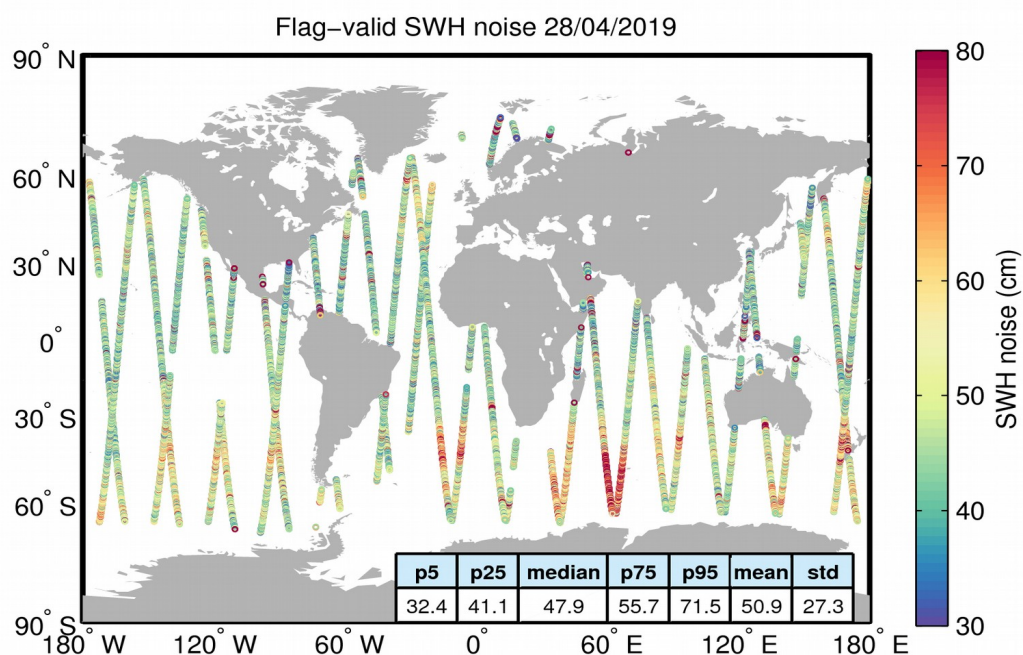 Flag−valid SWH noise 28/04/2019
90° N
60° N
30° N
0°
30° S
60° S
90° S
180° W
120° W
60° W
0°
60° E
120° E
180° E
80
70
60
50
40
30
SWH noise (cm)
p5 p25 median p75 p95 mean std
32.4 41.1 47.9 55.7 71.5 50.9 27.3